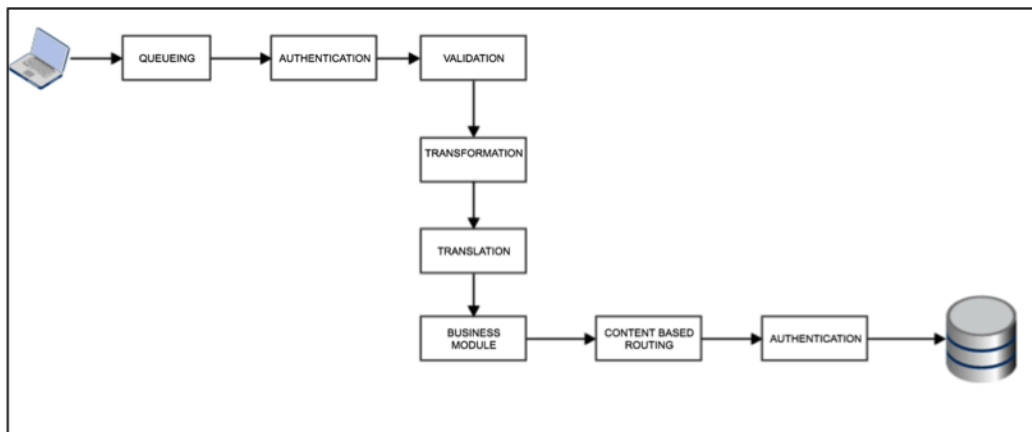 QUEUEING
AUTHENTICATION
VALIDATION
TRANSFORMATION
TRANSLATION
BUSINESS
MODULE
CONTENT BASED
ROUTING
AUTHENTICATION